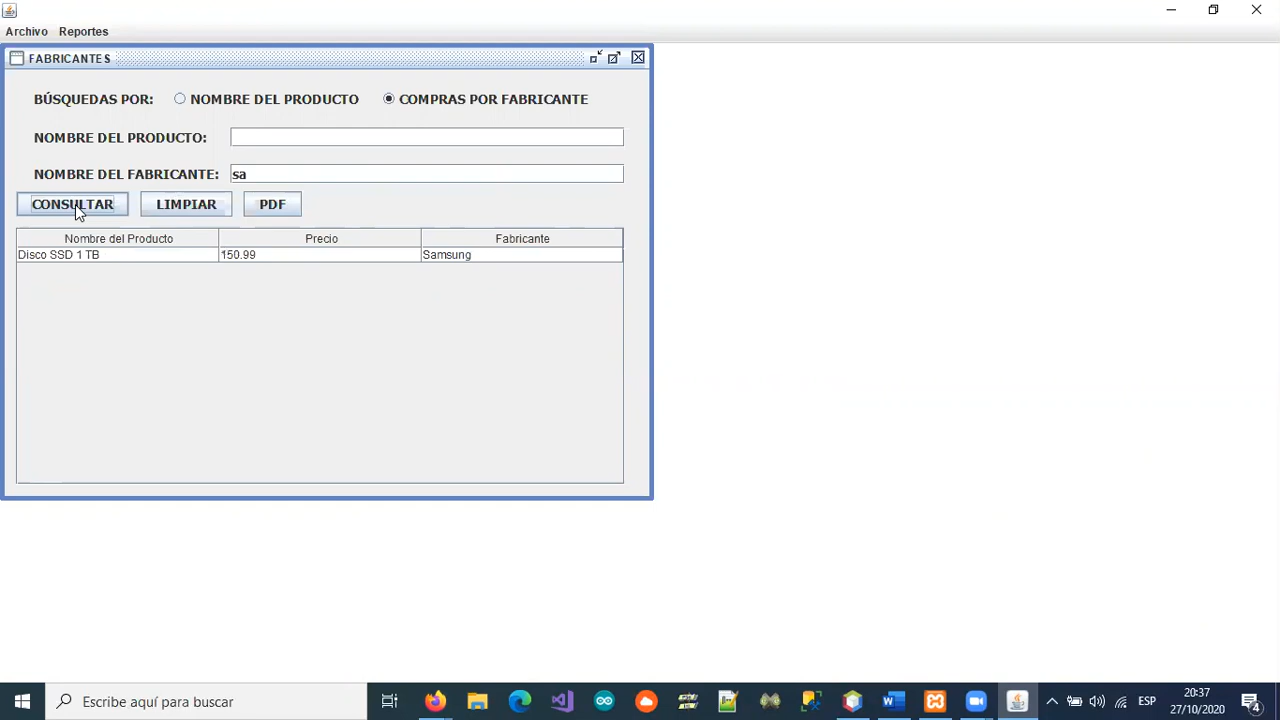 Archivo Reportes
FABRICANTES
BÚSQUEDAS POR: NOMBRE DEL PRODUCTO COMPRAS POR FABRICANTE
NOMBRE DEL PRODUCTO:
NOMBRE DEL FABRICANTE: sa
CONSULTAR LIMPIAR PDF
Nombre del Producto Precio Fabricante
Disco SSD 1 TB 150.99 Samsung
Escribe aquí para buscar
ESP
20:37
27/10/2020
4